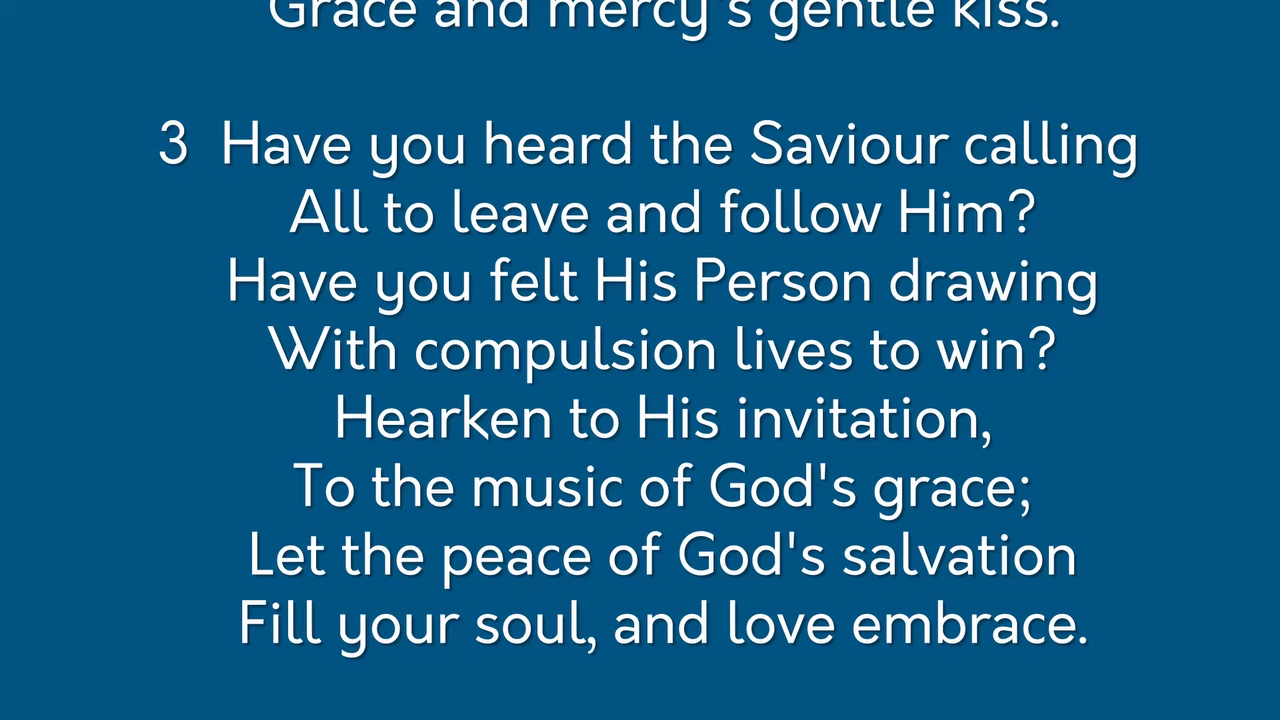 Grace and mercy's gentle kiss.
3 Have you heard the Saviour calling
All to leave and follow Him?
Have you felt His Person drawing
With compulsion lives to win?
Hearken to His invitation,
To the music of God's grace;
Let the peace of God's salvation
Fill your soul, and love embrace.